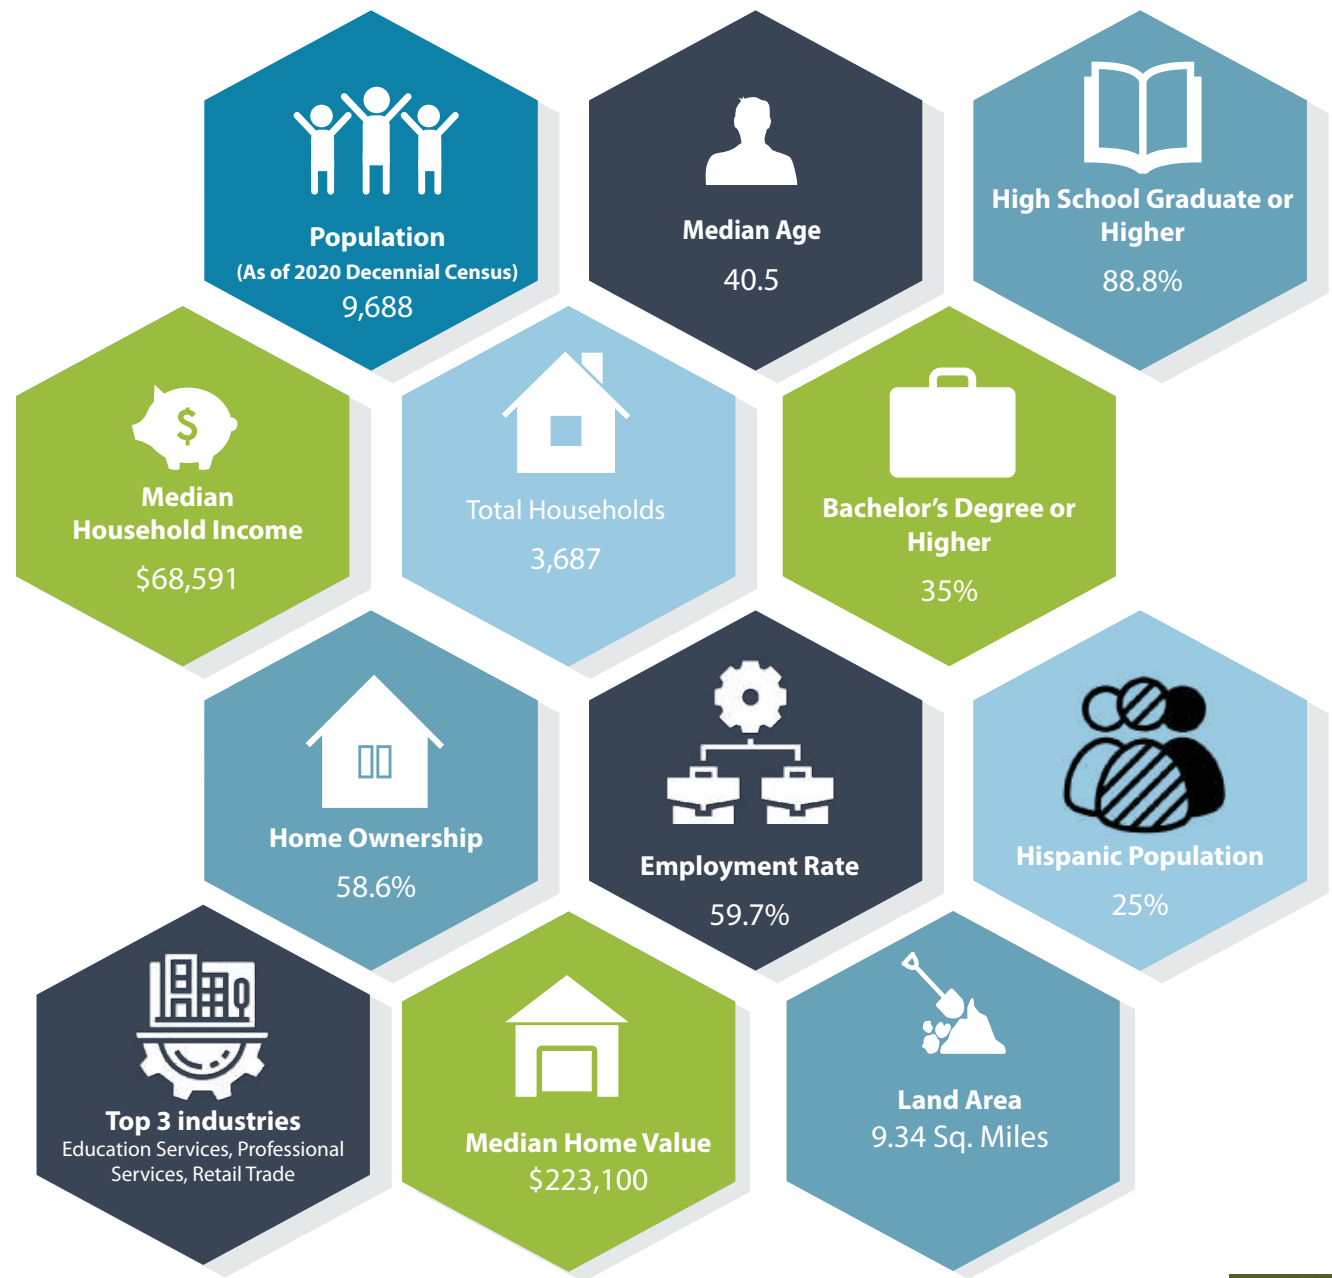 Population
(As of 2020 Decennial Census)
9,688
Median Age
40.5
High School Graduate or
Higher
88.8%
$
Median
Household Income
$68,591
Total Households
3,687
Bachelor's Degree or
Higher
35%
Home Ownership
58.6%
Employment Rate
59.7%
Hispanic Population
25%
Top 3 industries
Education Services, Professional
Services, Retail Trade
Median Home Value
$223,100
Land Area
9.34 Sq. Miles